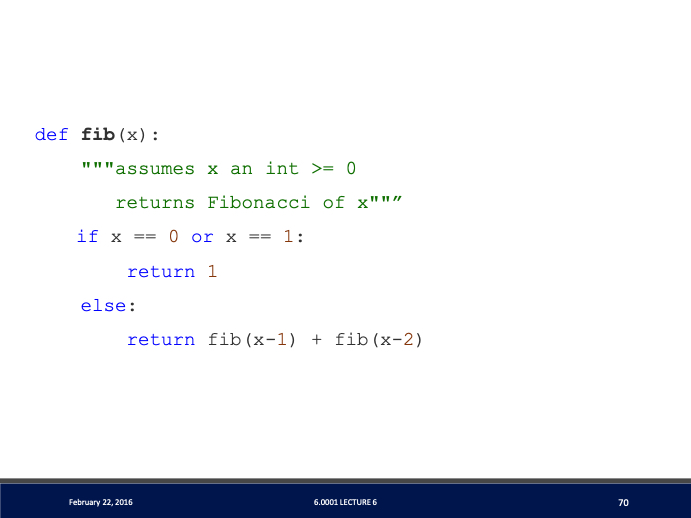 def fib(x):
    """assumes x an int >= 0
       returns Fibonacci of x""”
    if x == 0 or x == 1:
        return 1
    else:
        return fib(x-1) + fib(x-2)
February 22, 2016
6.0001 LECTURE 6
70